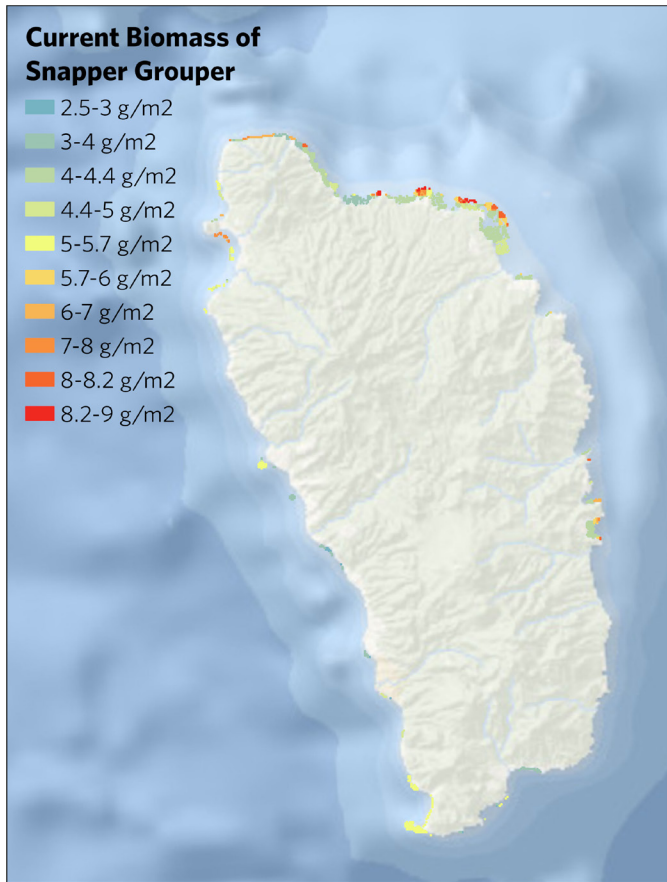 Current Biomass of
Snapper Grouper
2.5-3 g/m2
3-4 g/m2
4-4.4 g/m2
4.4-5 g/m2
5-5.7 g/m2
5.7-6 g/m2
6-7 g/m2
7-8 g/m2
8-8.2 g/m2
8.2-9 g/m2